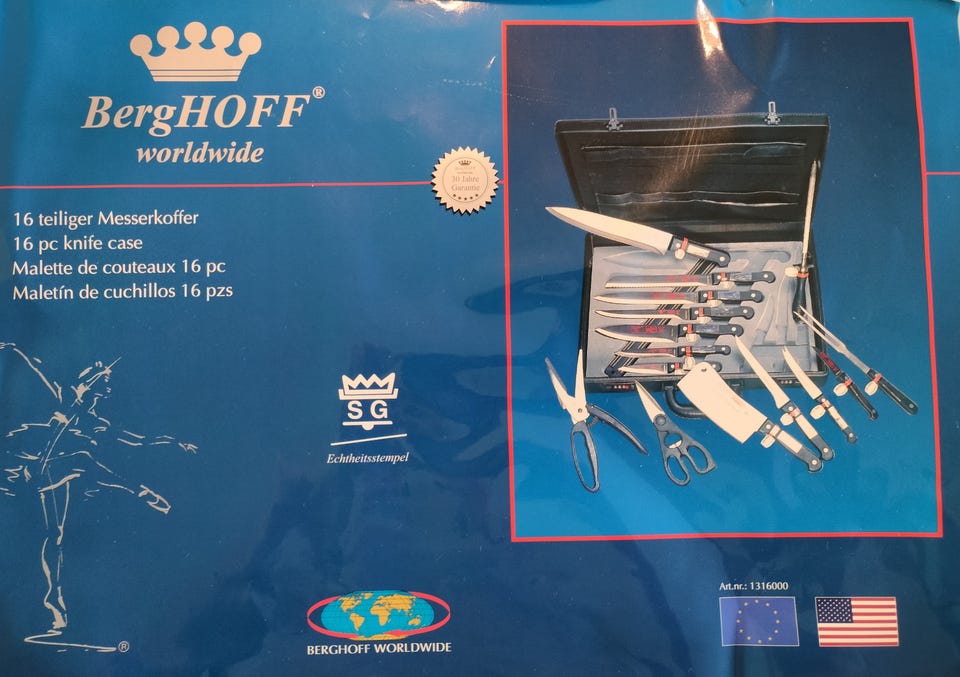 BergHOFF®
worldwide
BERGHOFF
30 Jahre
Garantie
16 teiliger Messerkoffer
16 pc knife case
Malette de couteaux 16 pc
Maletín de cuchillos 16 pzs
SG
Echtheitsstempel
BERGHOFF WORLDWIDE
Art.nr.: 1316000
®